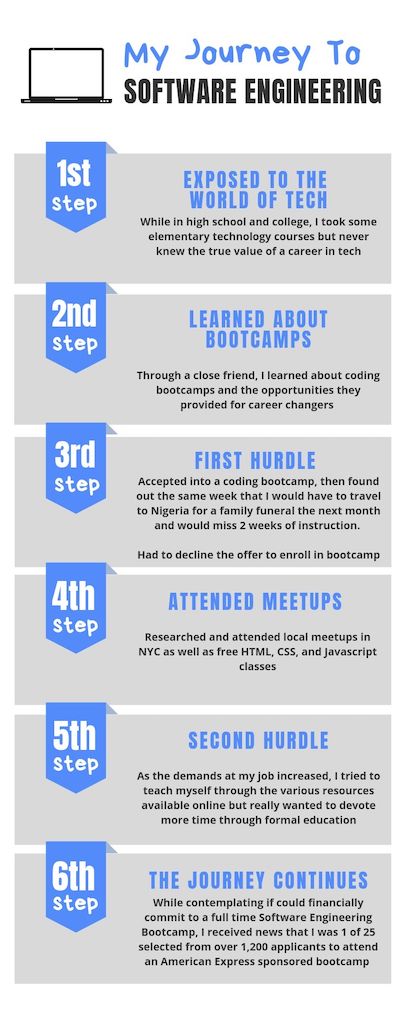 My Journey To
SOFTWARE ENGINEERING
1st
step
EXPOSED TO THE
WORLD OF TECH
While in high school and college, I took some
elementary technology courses but never
knew the true value of a career in tech
2nd
step
LEARNED ABOUT
BOOTCAMPS
Through a close friend, I learned about coding
bootcamps and the opportunities they
provided for career changers
3rd
step
FIRST HURDLE
Accepted into a coding bootcamp, then found
out the same week that I would have to travel
to Nigeria for a family funeral the next month
and would miss 2 weeks of instruction.
Had to decline the offer to enroll in bootcamp
4th
step
ATTENDED MEETUPS
Researched and attended local meetups in
NYC as well as free HTML, CSS, and Javascript
classes
5th
step
SECOND HURDLE
As the demands at my job increased, I tried to
teach myself through the various resources
available online but really wanted to devote
more time through formal education
6th
step
THE JOURNEY CONTINUES
While contemplating if could financially
commit to a full time Software Engineering
Bootcamp, I received news that I was 1 of 25
selected from over 1,200 applicants to attend
an American Express sponsored bootcamp